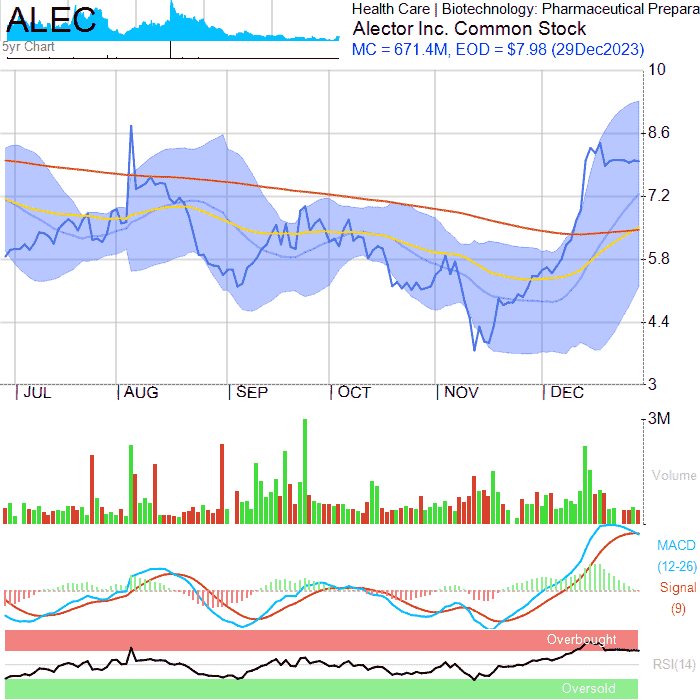 ALEC
5yr Chart
Health Care | Biotechnology: Pharmaceutical Prepara
Alector Inc. Common Stock
MC = 671.4M, EOD = $7.98 (29Dec2023)
10
8.6
7.2
5.8
4.4
3
JUL AUG SEP OCT NOV DEC
3M
Volume
MACD
(12-26)
Signal
(9)
Overbought
RSI(14)
Oversold